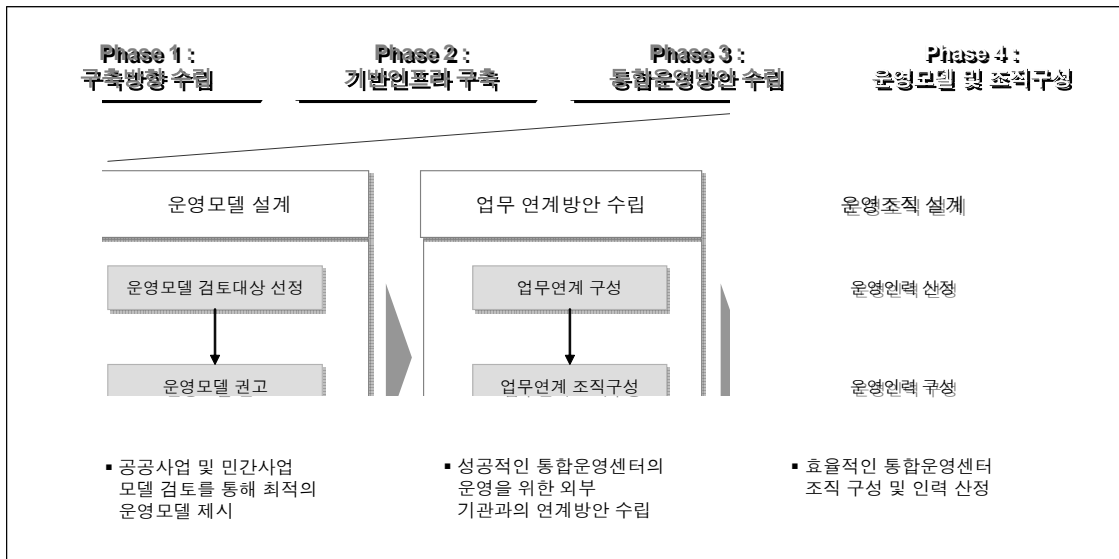 Phase 1 :
구축방향 수립
Phase 2 :
기반인프라 구축
Phase 3 :
통합운영방안 수립
Phase 4 :
운영모델 및 조직구성
운영모델 설계
운영모델 검토대상 선정
운영모델 권고
▪ 공공사업 및 민간사업
모델 검토를 통해 최적의
운영모델 제시
업무 연계방안 수립
업무연계 구성
업무연계 조직구성
▪ 성공적인 통합운영센터의
운영을 위한 외부
기관과의 연계방안 수립
운영조직 설계
운영인력 산정
운영인력 구성
▪ 효율적인 통합운영센터
조직 구성 및 인력 산정